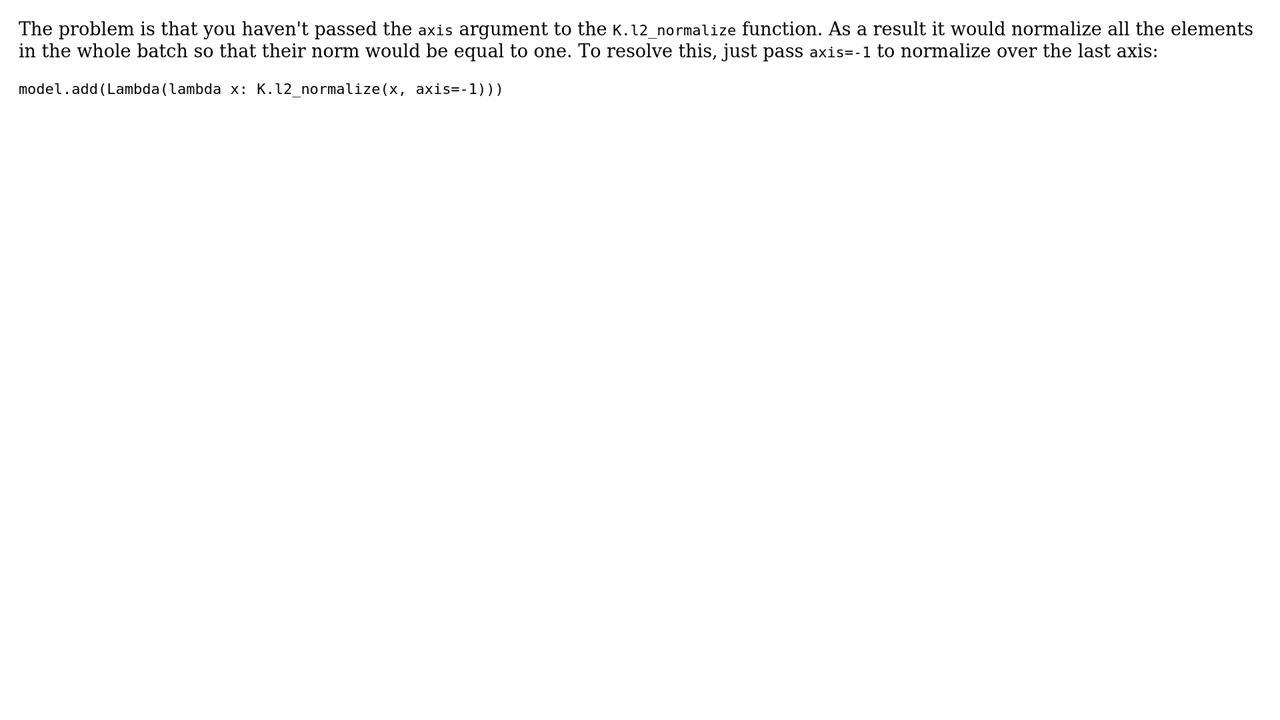 The problem is that you haven't passed the axis argument to the K.l2_normalize function. As a result it would normalize all the elements
in the whole batch so that their norm would be equal to one. To resolve this, just pass axis=-1 to normalize over the last axis:
model.add(Lambda(lambda x: K.l2_normalize(x, axis=-1)))